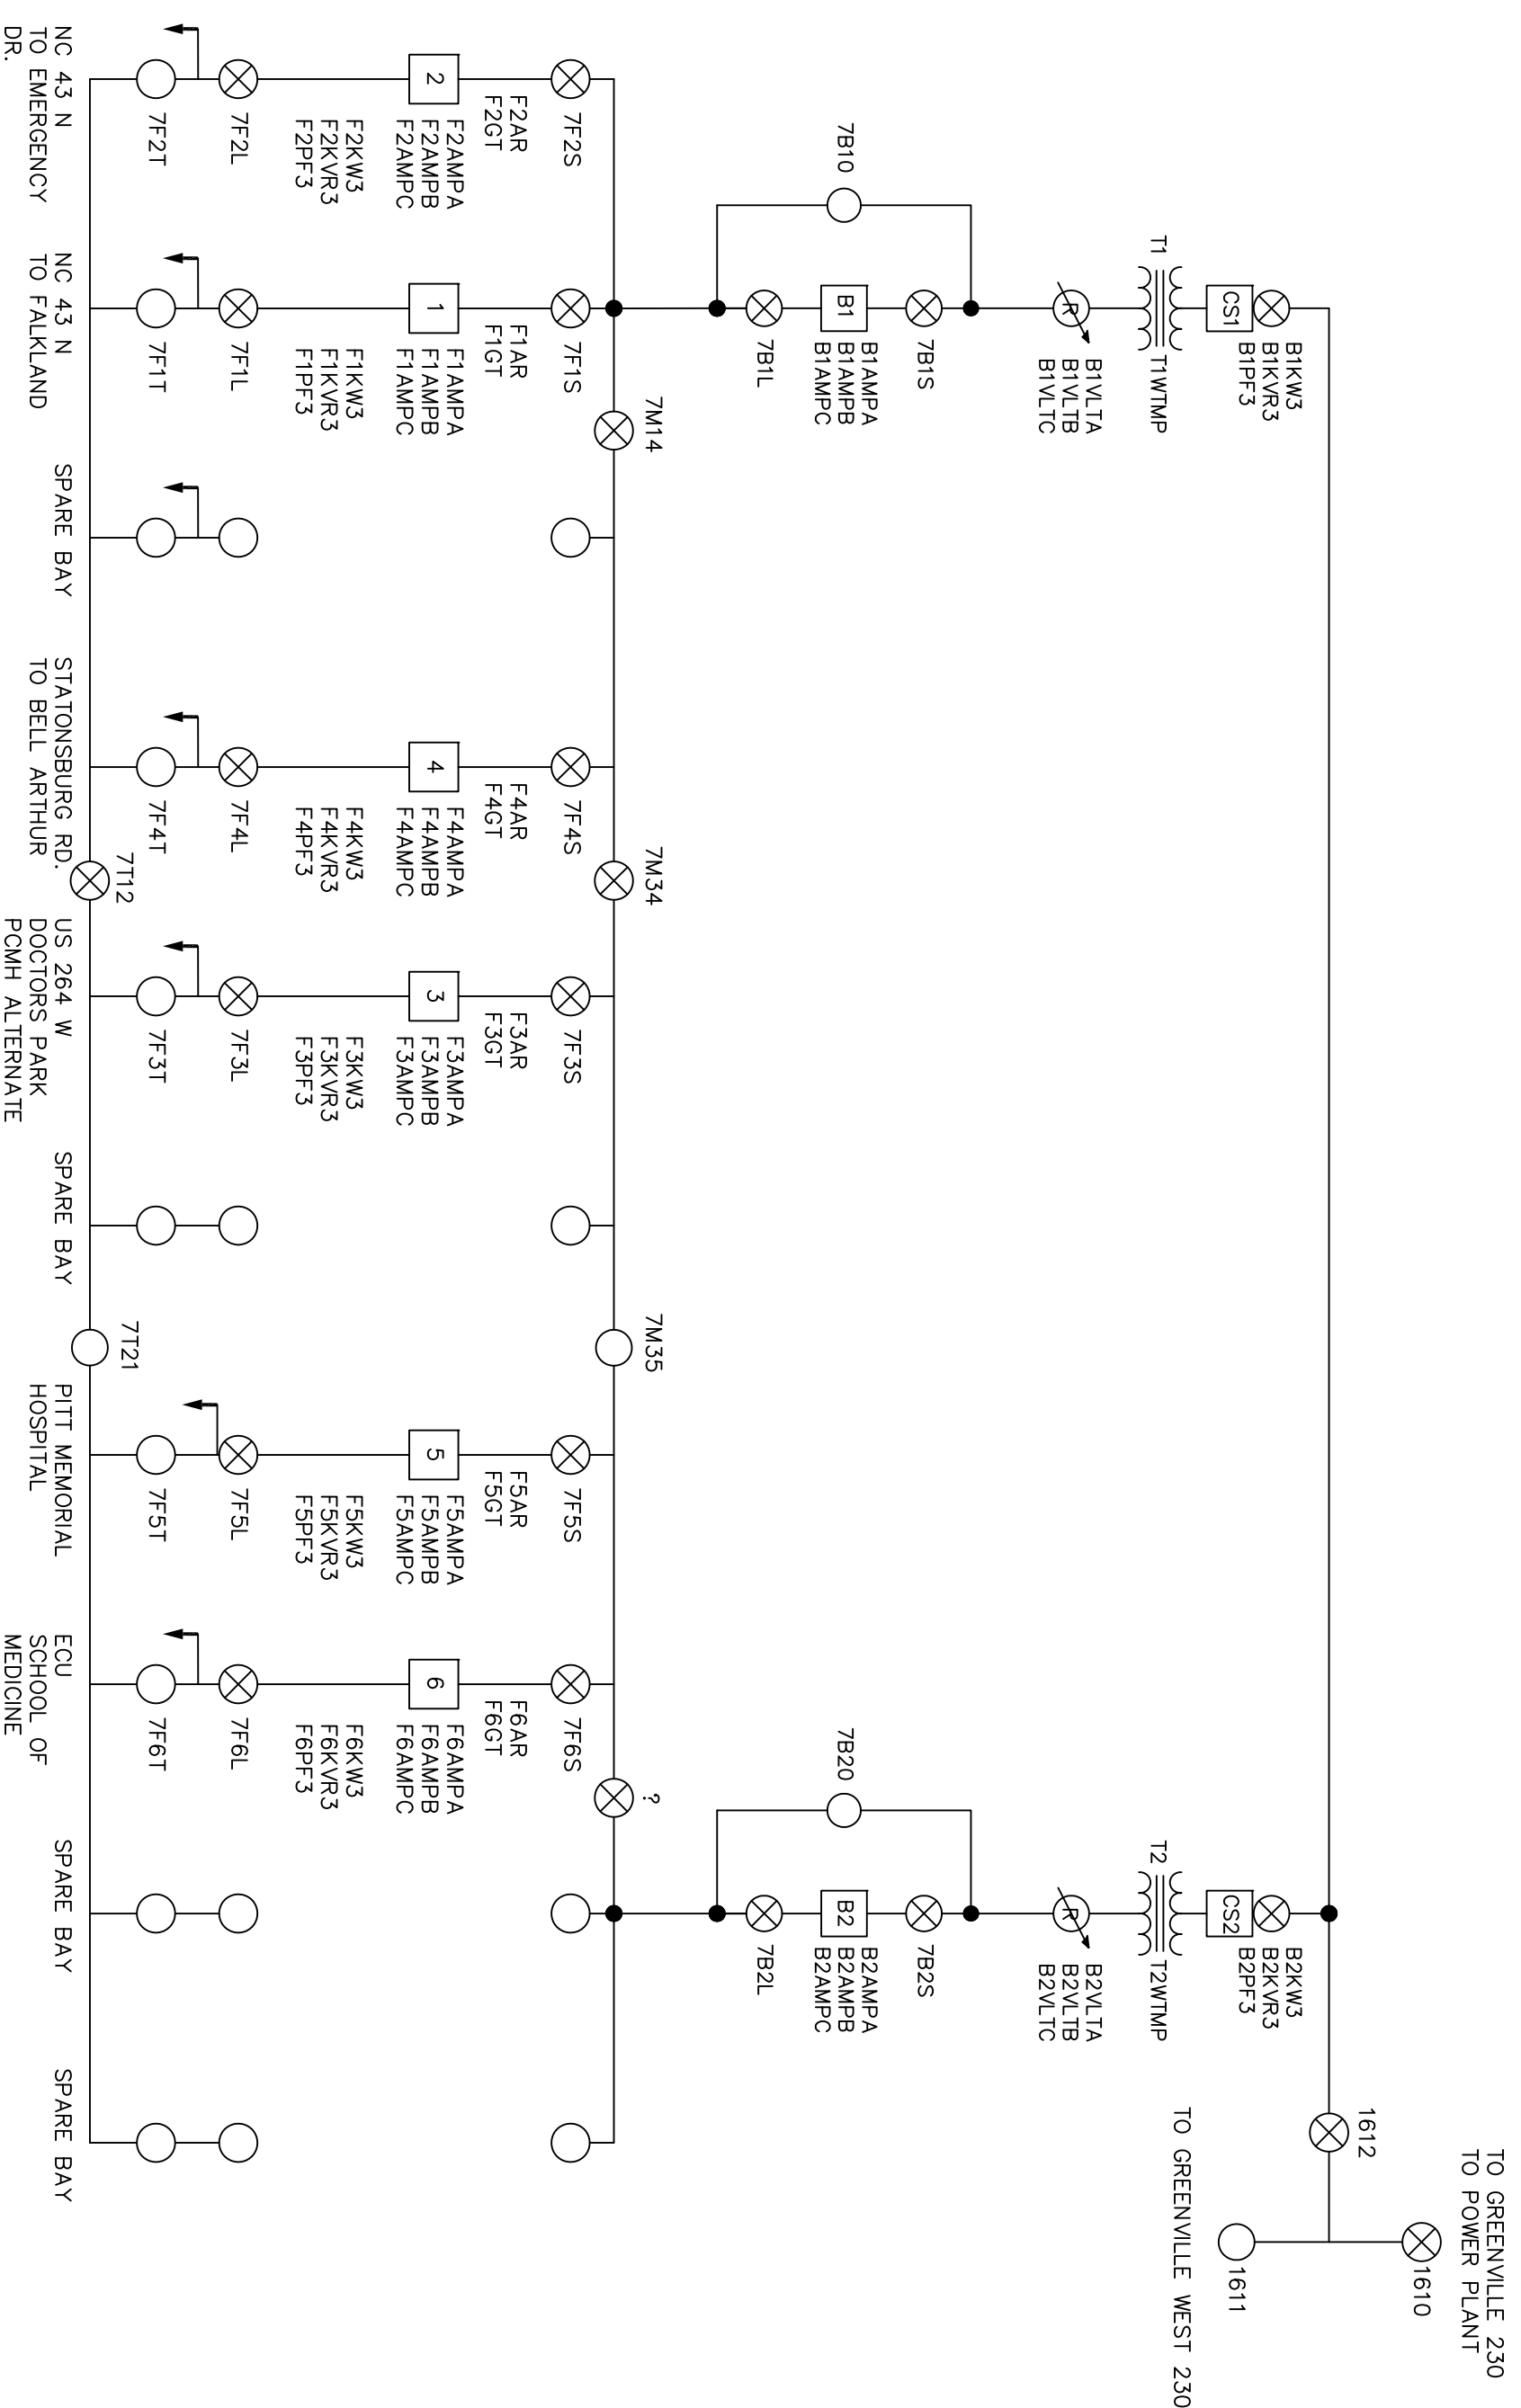 TO GREENVILLE 230
TO POWER PLANT
1612
1610
1611
TO GREENVILLE WEST 230
B1KW3
B1KVR3
B1PF3
CS1
T1
T1WTMP
R
B1VLTA
B1VLTB
B1VLTC
7B1S
7B10
B1
B1AMPA
B1AMPB
B1AMPC
7B1L
B2KW3
B2KVR3
B2PF3
CS2
T2
T2WTMP
R
B2VLTA
B2VLTB
B2VLTC
7B2S
7B20
B2
B2AMPA
B2AMPB
B2AMPC
7B2L
7M14
7M34
7M35
?
7F2S
F2AR
F2GT
2
F2AMPA
F2AMPB
F2AMPC
F2KW3
F2KVR3
F2PF3
7F2L
7F2T
NC 43 N
TO EMERGENCY
DR.
7F1S
F1AR
F1GT
1
F1AMPA
F1AMPB
F1AMPC
F1KW3
F1KVR3
F1PF3
7F1L
7F1T
NC 43 N
TO FALKLAND
SPARE BAY
7F4S
F4AR
F4GT
4
F4AMPA
F4AMPB
F4AMPC
F4KW3
F4KVR3
F4PF3
7F4L
7F4T
STATONSBURG RD.
TO BELL ARTHUR
7T12
7F3S
F3AR
F3GT
3
F3AMPA
F3AMPB
F3AMPC
F3KW3
F3KVR3
F3PF3
7F3L
7F3T
US 264 W
DOCTORS PARK
PCMH ALTERNATE
SPARE BAY
7T21
7F5S
F5AR
F5GT
5
F5AMPA
F5AMPB
F5AMPC
F5KW3
F5KVR3
F5PF3
7F5L
7F5T
PITT MEMORIAL
HOSPITAL
7F6S
F6AR
F6GT
6
F6AMPA
F6AMPB
F6AMPC
F6KW3
F6KVR3
F6PF3
7F6L
7F6T
ECU
SCHOOL OF
MEDICINE
SPARE BAY
SPARE BAY